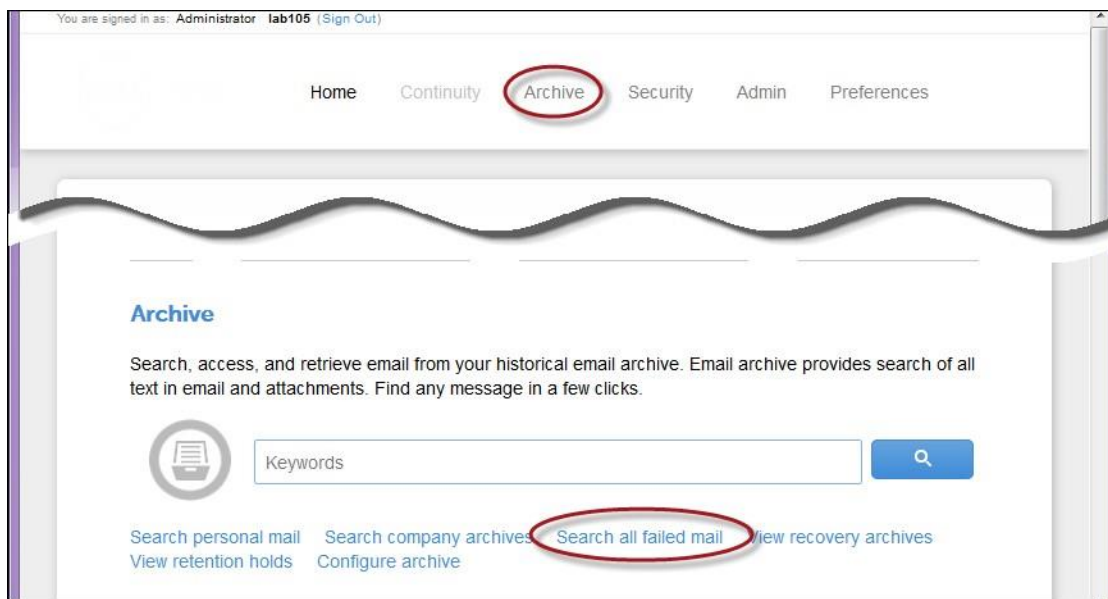 You are signed in as: Administrator lab105 (Sign Out)
Home Continuity Archive Security Admin Preferences
Archive
Search, access, and retrieve email from your historical email archive. Email archive provides search of all
text in email and attachments. Find any message in a few clicks.
Keywords
Search personal mail Search company archives Search all failed mail View recovery archives
View retention holds Configure archive